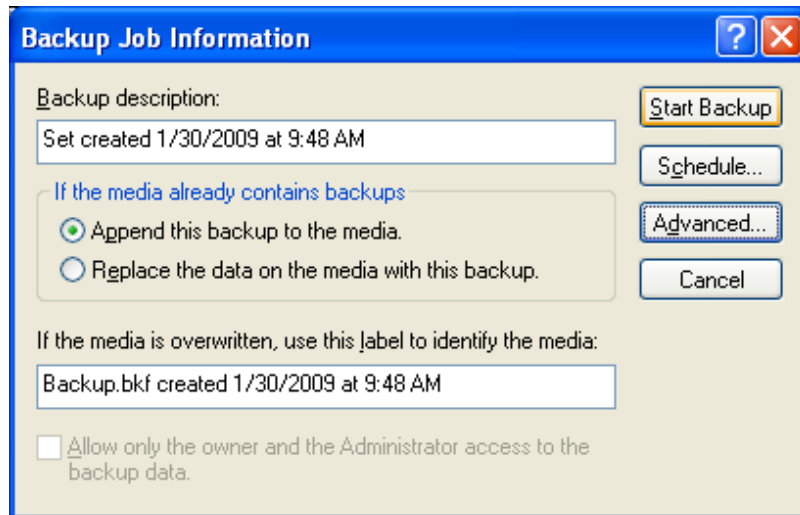 Backup Job Information
Backup description:
Set created 1/30/2009 at 9:48 AM
Start Backup
Schedule...
If the media already contains backups
Append this backup to the media.
Advanced...
Replace the data on the media with this backup.
Cancel
If the media is overwritten, use this label to identify the media:
Backup.bkf created 1/30/2009 at 9:48 AM
Allow only the owner and the Administrator access to the
backup data.